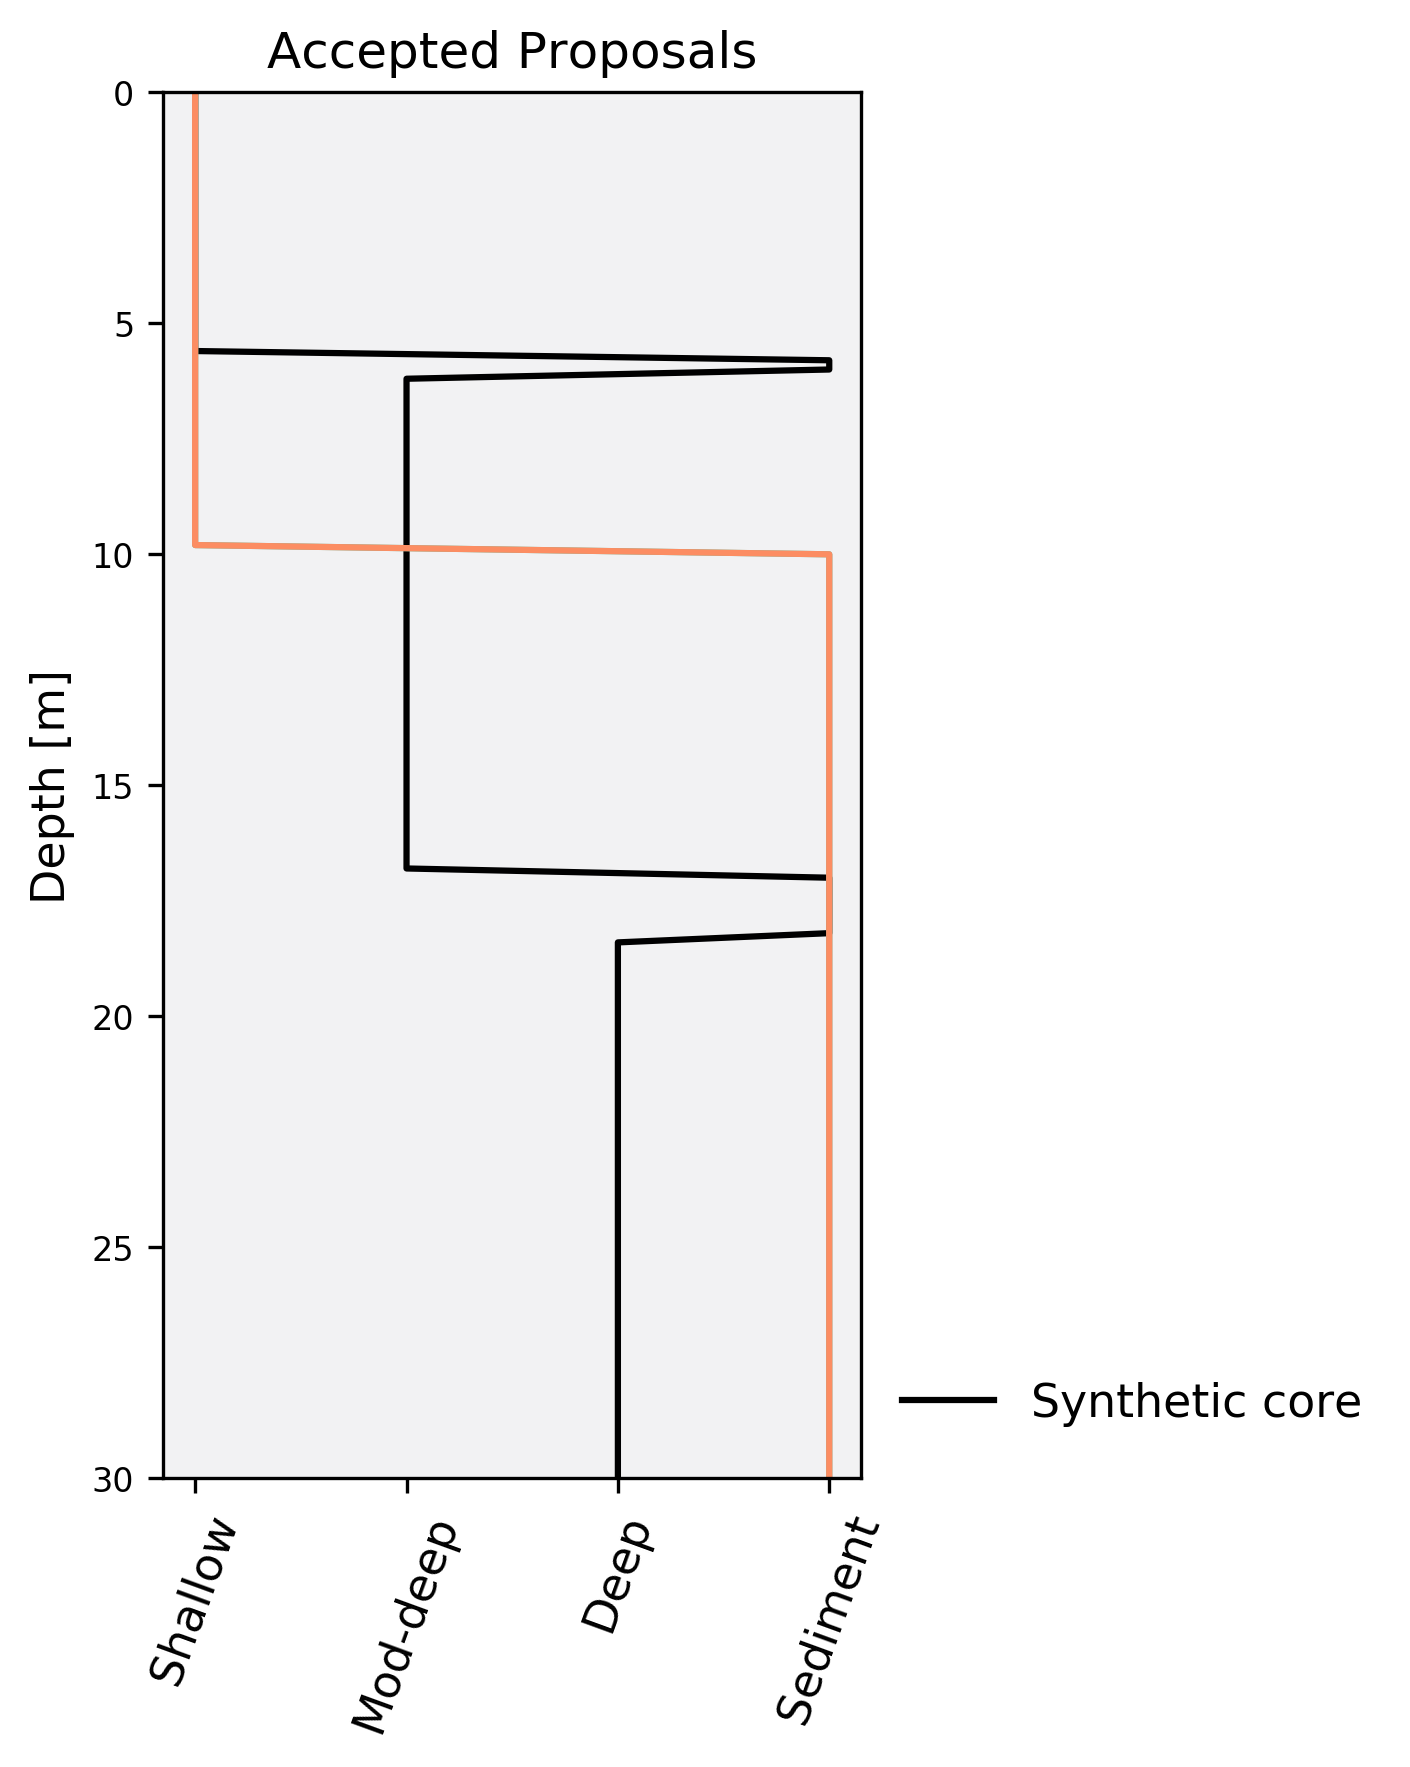 Accepted Proposals
0
5
10
15
20
25
30
Depth [m]
Shallow
Mod-deep
Deep
Sediment
Synthetic core